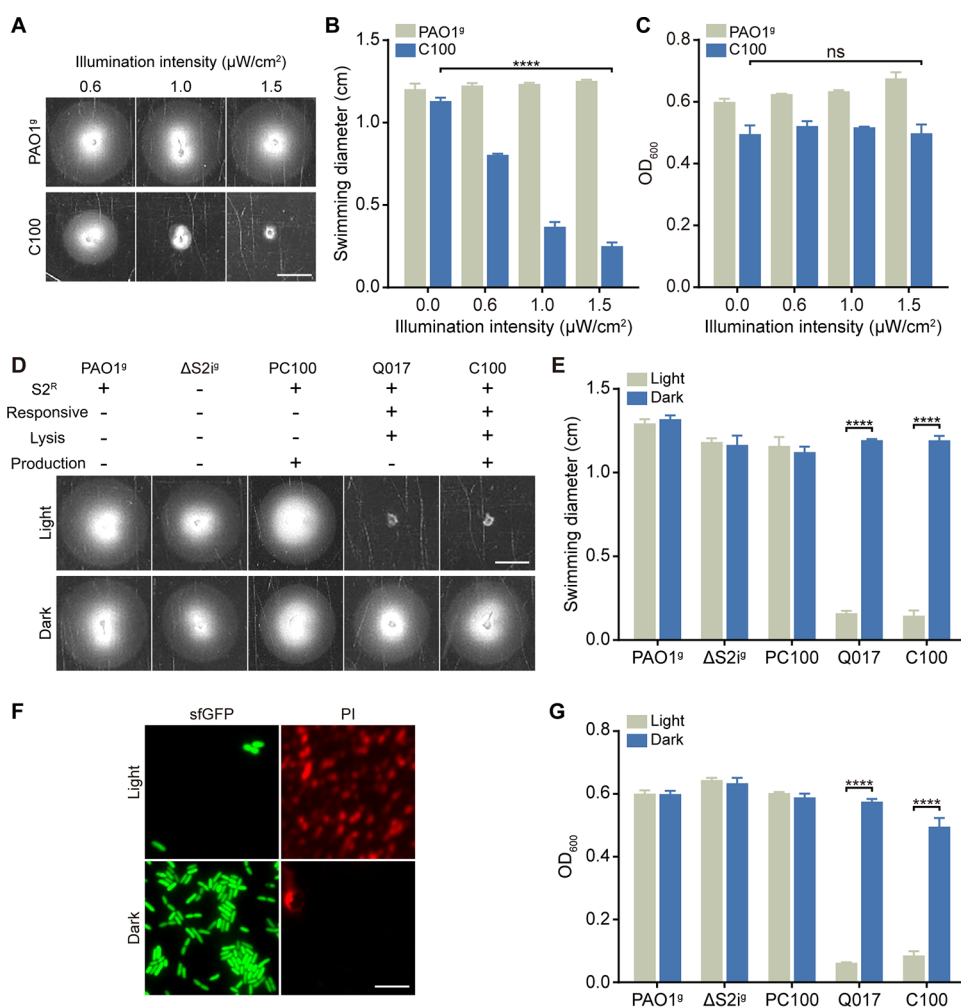 A
Illumination intensity (µW/cm²)
0.6 1.0 1.5
PAO1ᵍ
C100
B
PAO1ᵍ
C100
****
Swimming diameter (cm)
1.5
1.0
0.5
0.0
0.0 0.6 1.0 1.5
Illumination intensity (µW/cm²)
C
PAO1ᵍ
C100
ns
OD₆₀₀
0.8
0.6
0.4
0.2
0.0
0.0 0.6 1.0 1.5
Illumination intensity (µW/cm²)
D
PAO1ᵍ ΔS2iᵍ PC100 Q017 C100
S2ᴿ + - + + +
Responsive - - - + +
Lysis - - - + +
Production - - + - +
Light
Dark
E
Light
Dark
**** ****
Swimming diameter (cm)
1.5
1.0
0.5
0.0
PAO1ᵍ ΔS2iᵍ PC100 Q017 C100
F
sfGFP PI
Light
Dark
G
Light
Dark
**** ****
OD₆₀₀
0.8
0.6
0.4
0.2
0.0
PAO1ᵍ ΔS2iᵍ PC100 Q017 C100